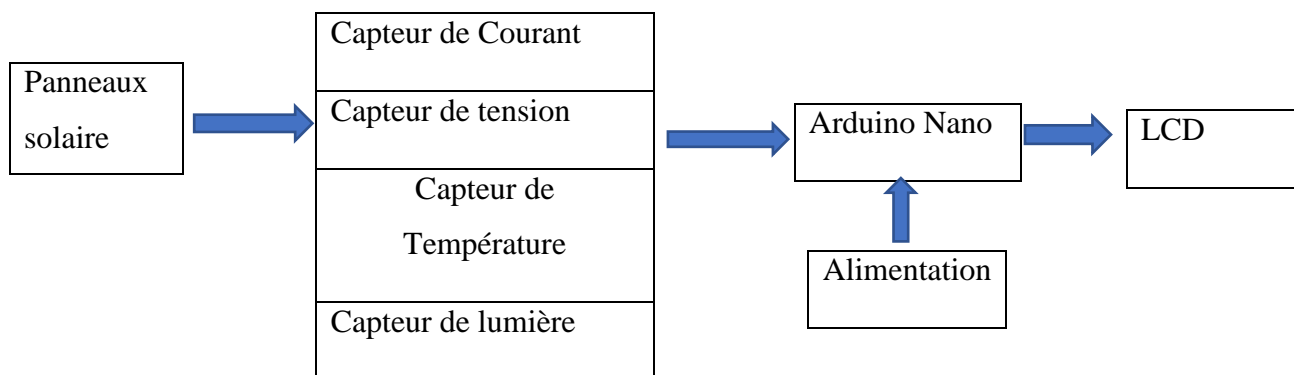 Panneaux
solaire
Capteur de Courant
Capteur de tension
Capteur de
Température
Capteur de lumière
Arduino Nano
Alimentation
LCD